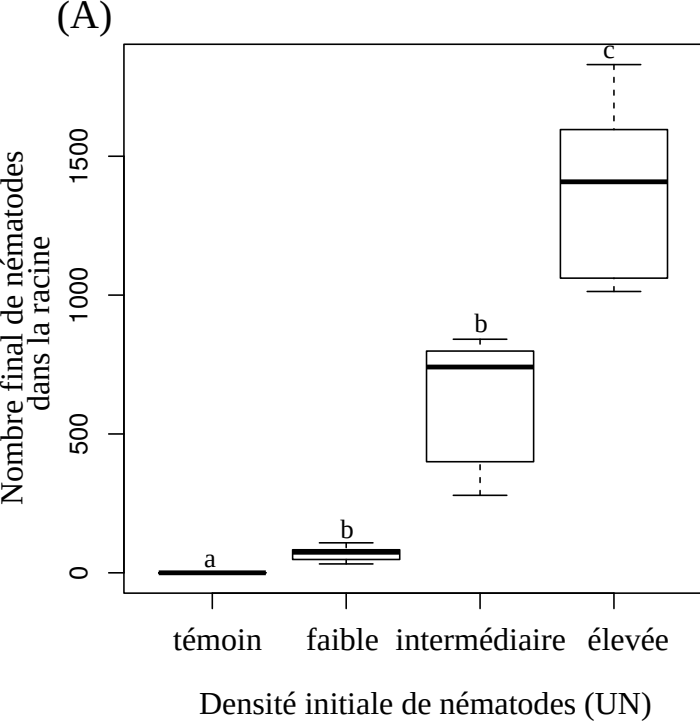 (A)
Nombre final de nématodes
dans la racine
1500
1000
500
0
a
b
b
c
témoin
faible
intermédiaire
élevée
Densité initiale de nématodes (UN)